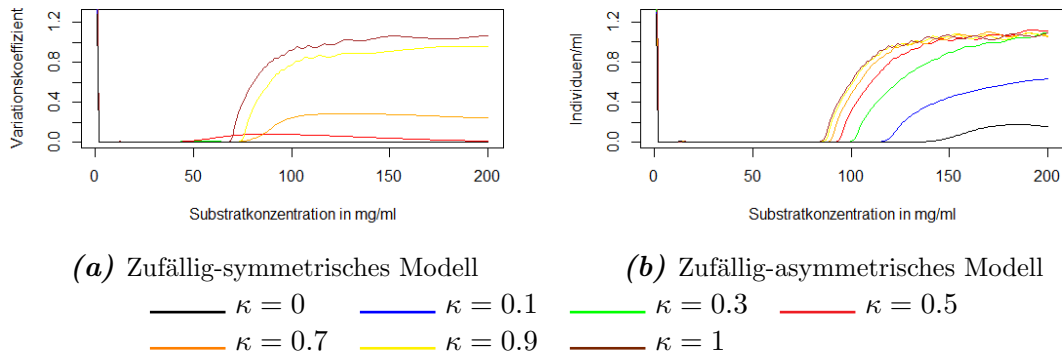 Variationskoeffizient
0.0 0.4 0.8 1.2
0 50 100 150 200
Substratkonzentration in mg/ml
Individuen/ml
0.0 0.4 0.8 1.2
0 50 100 150 200
Substratkonzentration in mg/ml
(a) Zufällig-symmetrisches Modell
(b) Zufällig-asymmetrisches Modell
κ = 0 κ = 0.1 κ = 0.3 κ = 0.5
κ = 0.7 κ = 0.9 κ = 1